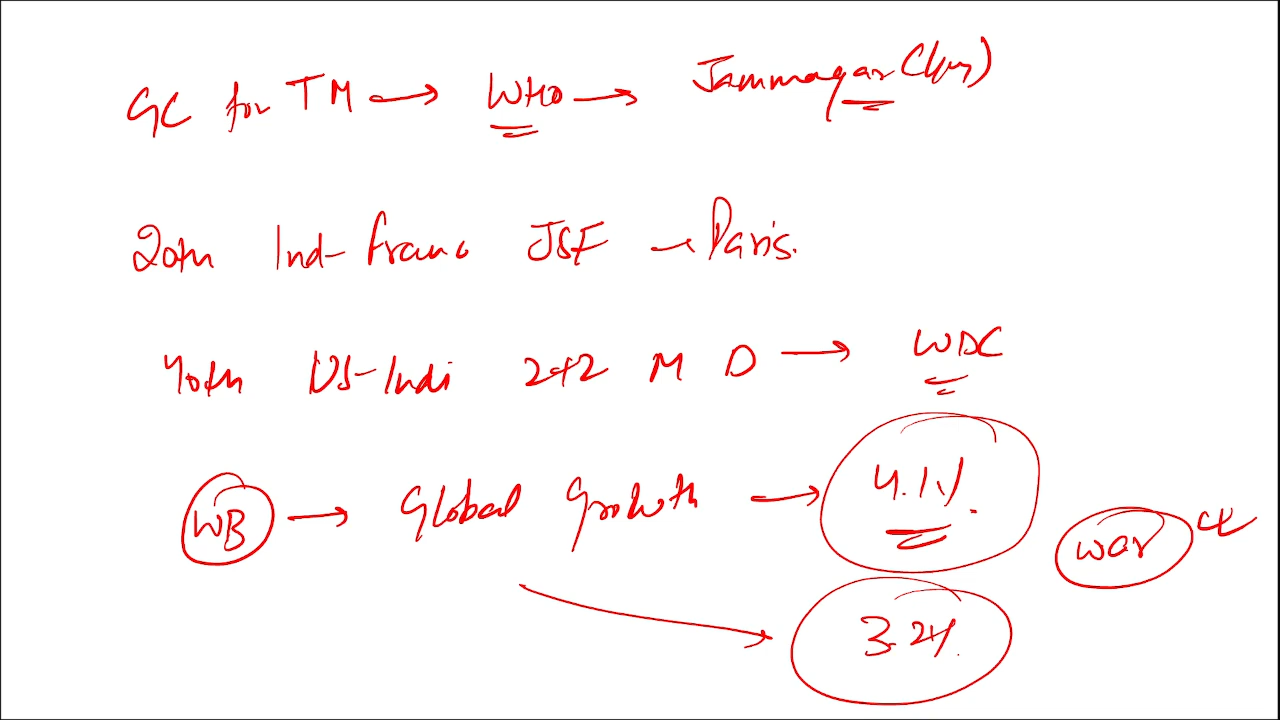 GC for TM → WHO → Jamnagar (Guj)
20th Ind-France JSF → Paris.
40th US-Indi 2+2 M D → WDC
WB → Global Growth → 4.1%.
war
→ 3.2%.